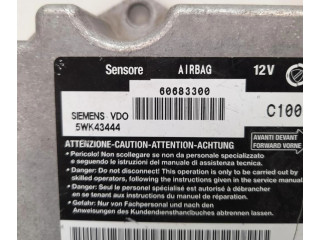 Sensore AIRBAG 12V
60683300
SIEMENS VDO C100
5WK43444
AVANTI DEVANT
FORWARD VORNE
ATTENZIONE-CAUTION-ATTENTION-ACHTUNG
• Pericolo! Non scollegare se non da personale specializzato
e seguendo le istruzioni del manuale di assistenza tecnica.
• Danger: Do not disconnect! This operation is only to be carried out by
skilled personnel, following the instructions given in the service manual
• Danger! Seul le personnel spécialisé est autorisé à débrancher
en se tenant aux instructions du manuel d'assistance.
• Gefahr: Nur von Fachpersonal und nach den
Anweisungen des Kundendiensthandbuches abtrennen lassen.